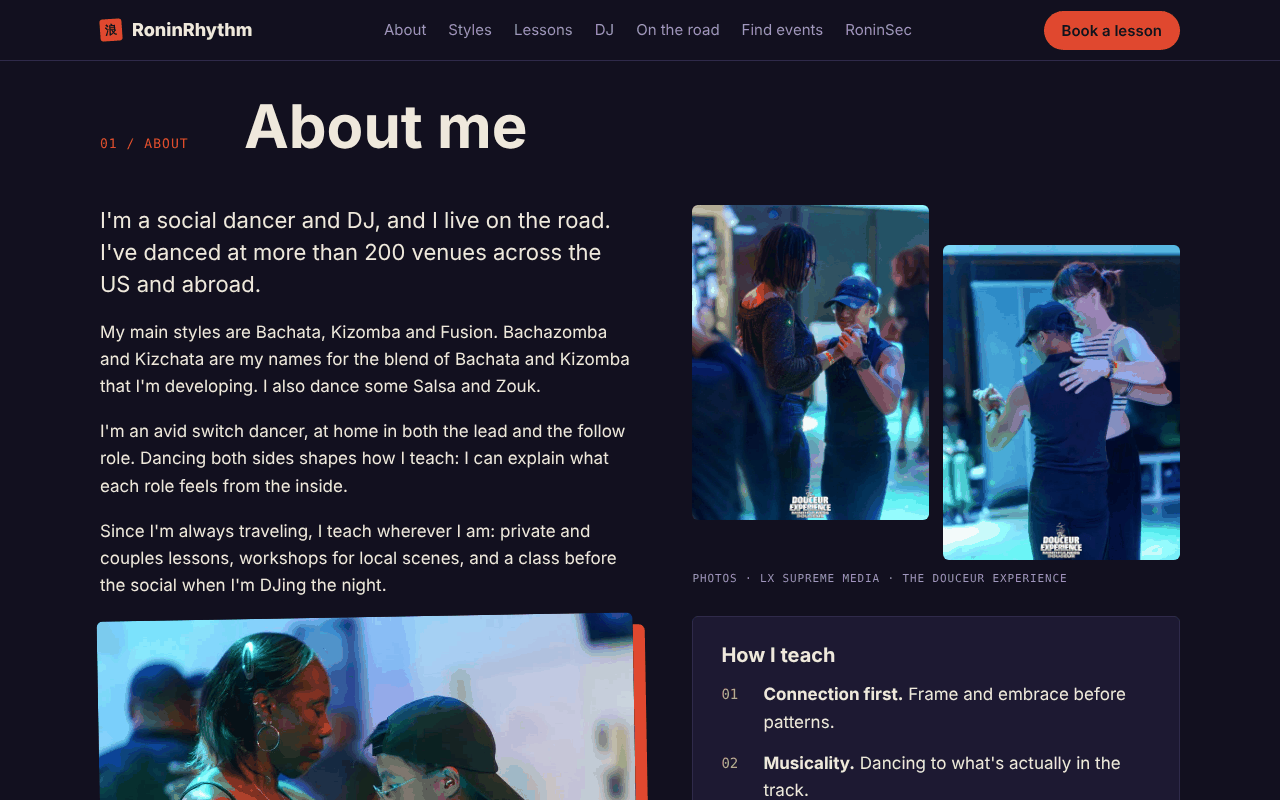 浪 RoninRhythm
About
Styles
Lessons
DJ
On the road
Find events
RoninSec
Book a lesson
01 / ABOUT
About me
I'm a social dancer and DJ, and I live on the road.
I've danced at more than 200 venues across the
US and abroad.
My main styles are Bachata, Kizomba and Fusion. Bachazomba
and Kizchata are my names for the blend of Bachata and Kizomba
that I'm developing. I also dance some Salsa and Zouk.
I'm an avid switch dancer, at home in both the lead and the follow
role. Dancing both sides shapes how I teach: I can explain what
each role feels from the inside.
Since I'm always traveling, I teach wherever I am: private and
couples lessons, workshops for local scenes, and a class before
the social when I'm DJing the night.
DOUCEUR
EXPERIENCE
DOUCEUR
EXPERIENCE
PHOTOS · LX SUPREME MEDIA · THE DOUCEUR EXPERIENCE
How I teach
01 Connection first. Frame and embrace before
patterns.
02 Musicality. Dancing to what's actually in the
track.